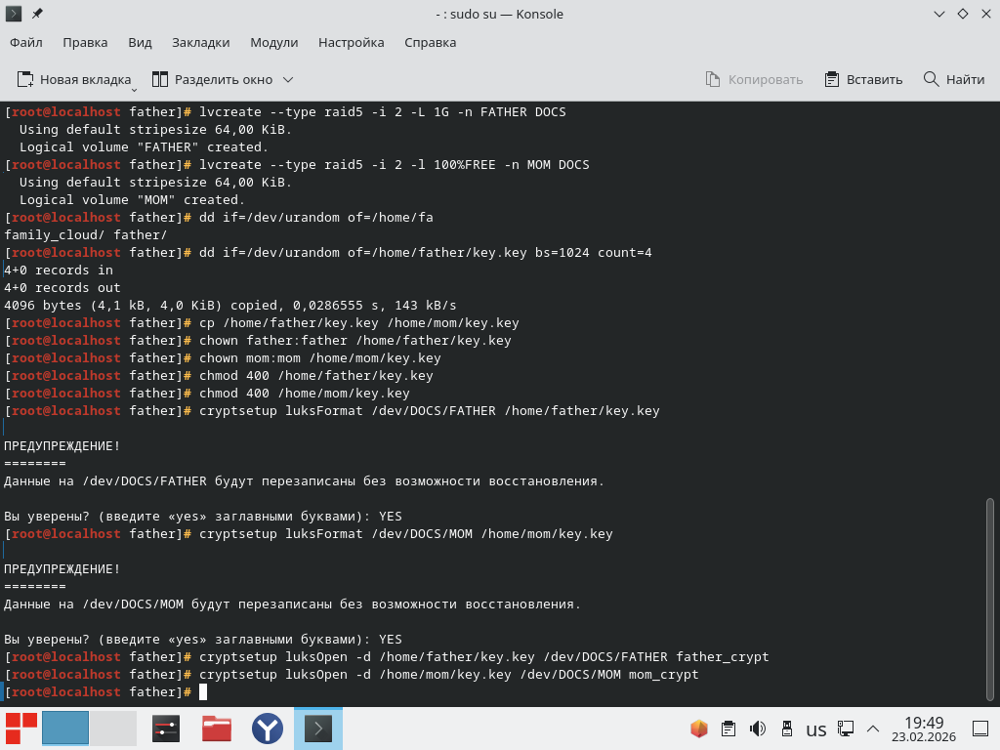 - : sudo su — Konsole
Файл Правка Вид Закладки Модули Настройка Справка
Новая вкладка Разделить окно Копировать Вставить Найти
[root@localhost father]# lvcreate --type raid5 -i 2 -L 1G -n FATHER DOCS
Using default stripesize 64,00 KiB.
Logical volume "FATHER" created.
[root@localhost father]# lvcreate --type raid5 -i 2 -l 100%FREE -n MOM DOCS
Using default stripesize 64,00 KiB.
Logical volume "MOM" created.
[root@localhost father]# dd if=/dev/urandom of=/home/fa
family_cloud/ father/
[root@localhost father]# dd if=/dev/urandom of=/home/father/key.key bs=1024 count=4
4+0 records in
4+0 records out
4096 bytes (4,1 kB, 4,0 KiB) copied, 0,0286555 s, 143 kB/s
[root@localhost father]# cp /home/father/key.key /home/mom/key.key
[root@localhost father]# chown father:father /home/father/key.key
[root@localhost father]# chown mom:mom /home/mom/key.key
[root@localhost father]# chmod 400 /home/father/key.key
[root@localhost father]# chmod 400 /home/mom/key.key
[root@localhost father]# cryptsetup luksFormat /dev/DOCS/FATHER /home/father/key.key
ПРЕДУПРЕЖДЕНИЕ!
========
Данные на /dev/DOCS/FATHER будут перезаписаны без возможности восстановления.
Вы уверены? (введите «yes» заглавными буквами): YES
[root@localhost father]# cryptsetup luksFormat /dev/DOCS/MOM /home/mom/key.key
ПРЕДУПРЕЖДЕНИЕ!
========
Данные на /dev/DOCS/MOM будут перезаписаны без возможности восстановления.
Вы уверены? (введите «yes» заглавными буквами): YES
[root@localhost father]# cryptsetup luksOpen -d /home/father/key.key /dev/DOCS/FATHER father_crypt
[root@localhost father]# cryptsetup luksOpen -d /home/mom/key.key /dev/DOCS/MOM mom_crypt
[root@localhost father]#
us 19:49
23.02.2026